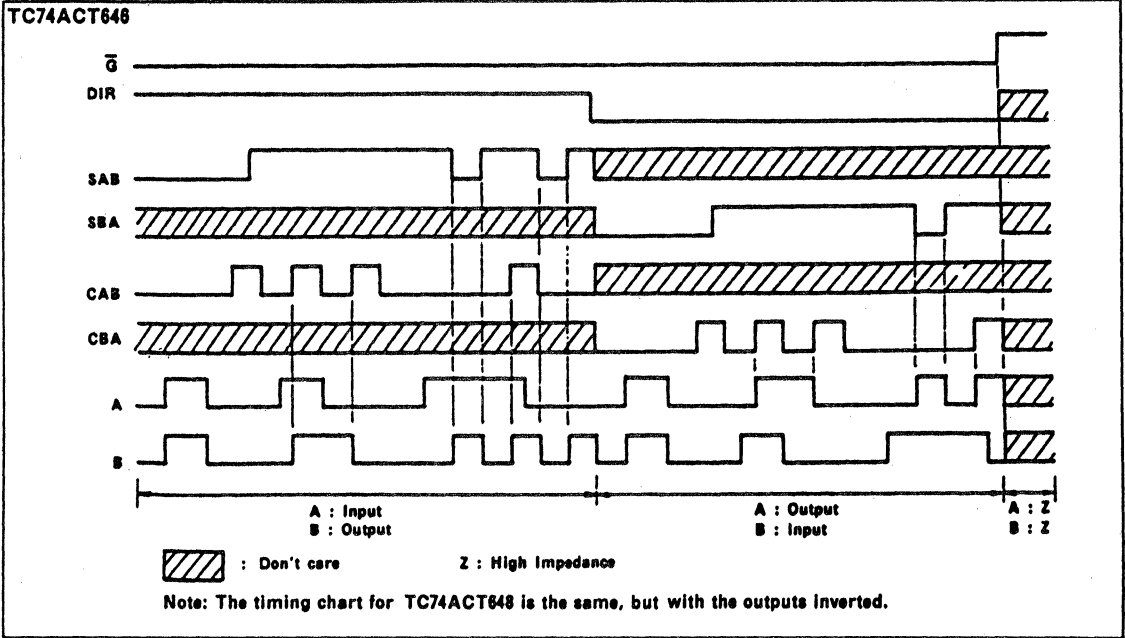 TC74ACT646
G
DIR
SAB
SBA
CAB
CBA
A
B
A : Input
B : Output
A : Output
B : Input
A : Z
B : Z
: Don't care
Z : High Impedance
Note: The timing chart for TC74ACT648 is the same, but with the outputs inverted.